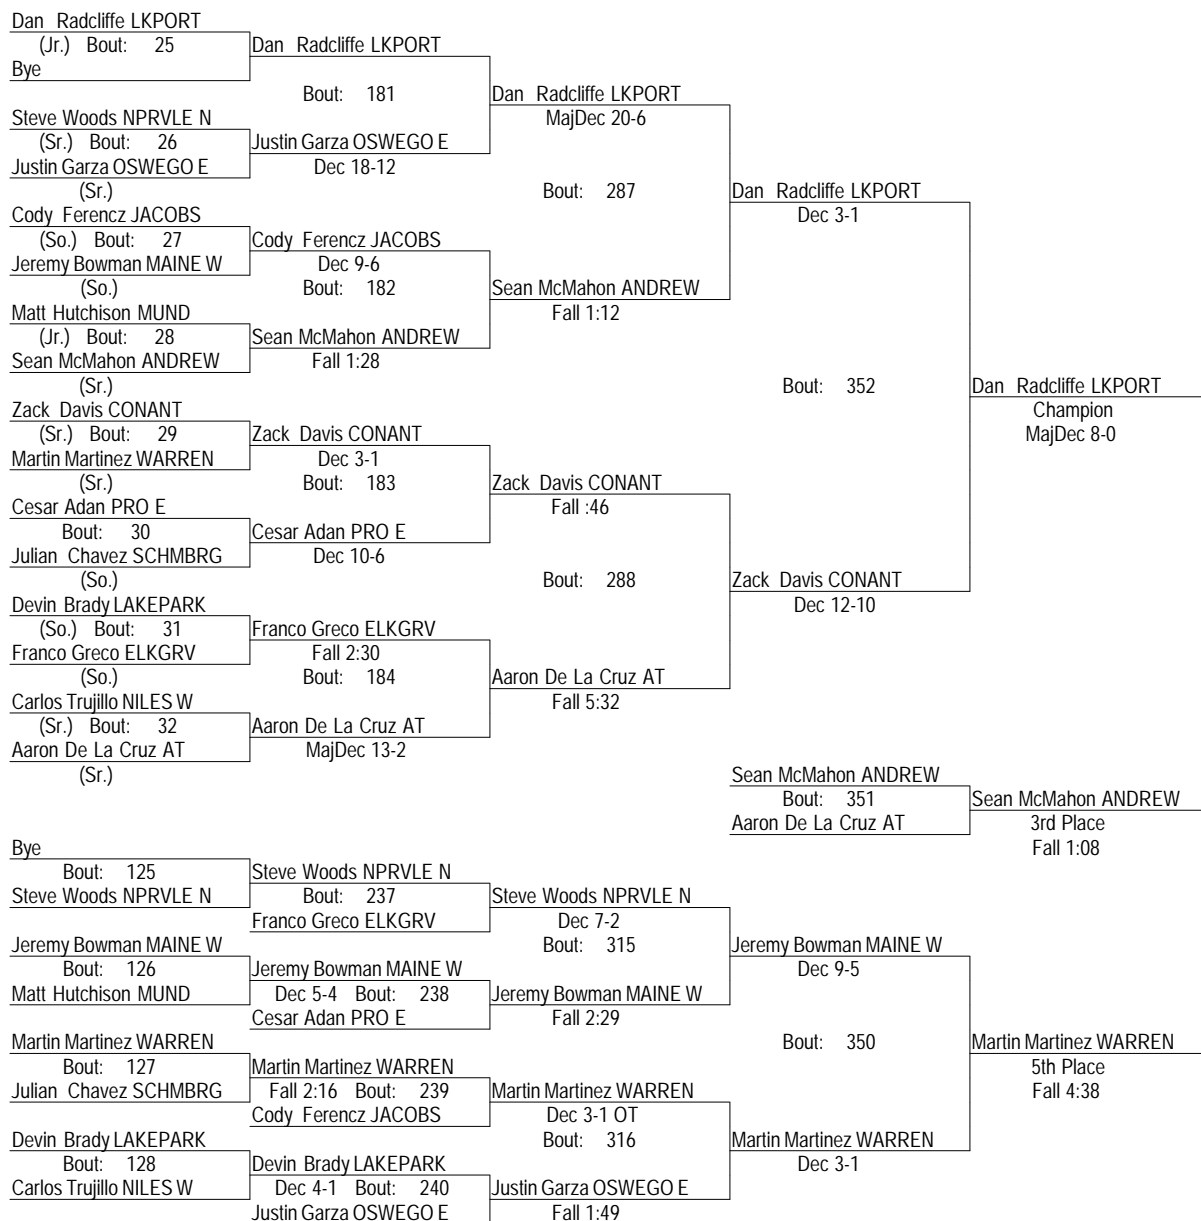 Dan Radcliffe LKPORT
(Jr.) Bout: 25 Dan Radcliffe LKPORT
Bye
Bout: 181 Dan Radcliffe LKPORT
Steve Woods NPRVLE N MajDec 20-6
(Sr.) Bout: 26 Justin Garza OSWEGO E
Justin Garza OSWEGO E Dec 18-12
(Sr.) Bout: 287 Dan Radcliffe LKPORT
Cody Ferencz JACOBS Dec 3-1
(So.) Bout: 27 Cody Ferencz JACOBS
Jeremy Bowman MAINE W Dec 9-6
(So.) Bout: 182 Sean McMahon ANDREW
Matt Hutchison MUND Fall 1:12
(Jr.) Bout: 28 Sean McMahon ANDREW
Sean McMahon ANDREW Fall 1:28
(Sr.) Bout: 352 Dan Radcliffe LKPORT
Zack Davis CONANT Champion
(Sr.) Bout: 29 Zack Davis CONANT MajDec 8-0
Martin Martinez WARREN Dec 3-1
(Sr.) Bout: 183 Zack Davis CONANT
Cesar Adan PRO E Fall :46
Bout: 30 Cesar Adan PRO E
Julian Chavez SCHMBRG Dec 10-6
(So.) Bout: 288 Zack Davis CONANT
Devin Brady LAKEPARK Dec 12-10
(So.) Bout: 31 Franco Greco ELKGRV
Franco Greco ELKGRV Fall 2:30
(So.) Bout: 184 Aaron De La Cruz AT
Carlos Trujillo NILES W Fall 5:32
(Sr.) Bout: 32 Aaron De La Cruz AT
Aaron De La Cruz AT MajDec 13-2
(Sr.) Sean McMahon ANDREW
Bout: 351 Sean McMahon ANDREW
Aaron De La Cruz AT 3rd Place
Bye Fall 1:08
Bout: 125 Steve Woods NPRVLE N
Steve Woods NPRVLE N Bout: 237 Steve Woods NPRVLE N
Franco Greco ELKGRV Dec 7-2
Jeremy Bowman MAINE W Bout: 315 Jeremy Bowman MAINE W
Bout: 126 Jeremy Bowman MAINE W Dec 9-5
Matt Hutchison MUND Dec 5-4 Bout: 238 Jeremy Bowman MAINE W
Cesar Adan PRO E Fall 2:29
Martin Martinez WARREN Bout: 350 Martin Martinez WARREN
Bout: 127 Martin Martinez WARREN 5th Place
Julian Chavez SCHMBRG Fall 2:16 Bout: 239 Martin Martinez WARREN Fall 4:38
Cody Ferencz JACOBS Dec 3-1 OT
Devin Brady LAKEPARK Bout: 316 Martin Martinez WARREN
Bout: 128 Devin Brady LAKEPARK Dec 3-1
Carlos Trujillo NILES W Dec 4-1 Bout: 240 Justin Garza OSWEGO E
Justin Garza OSWEGO E Fall 1:49